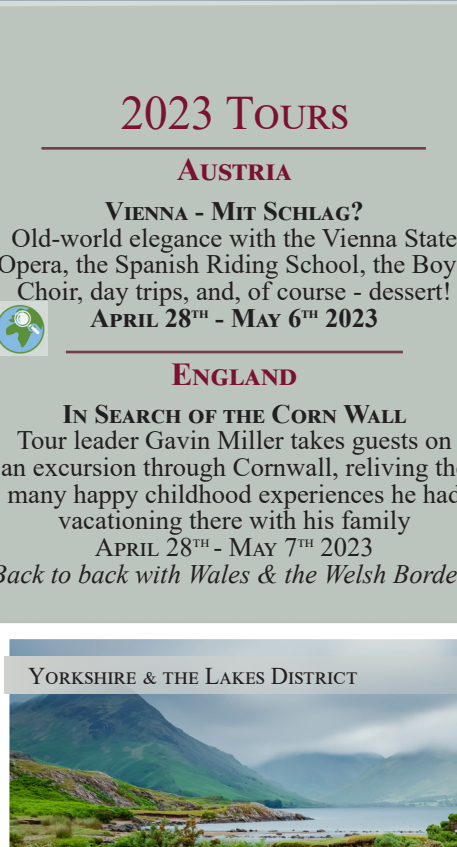 2023 Tours
Austria
Vienna - Mit Schlag?
Old-world elegance with the Vienna State
Opera, the Spanish Riding School, the Boy
Choir, day trips, and, of course - dessert!
April 28th - May 6th 2023
England
In Search of the Corn Wall
Tour leader Gavin Miller takes guests on
an excursion through Cornwall, reliving the
many happy childhood experiences he had
vacationing there with his family
April 28th - May 7th 2023
Back to back with Wales & the Welsh Borde
Yorkshire & the Lakes District